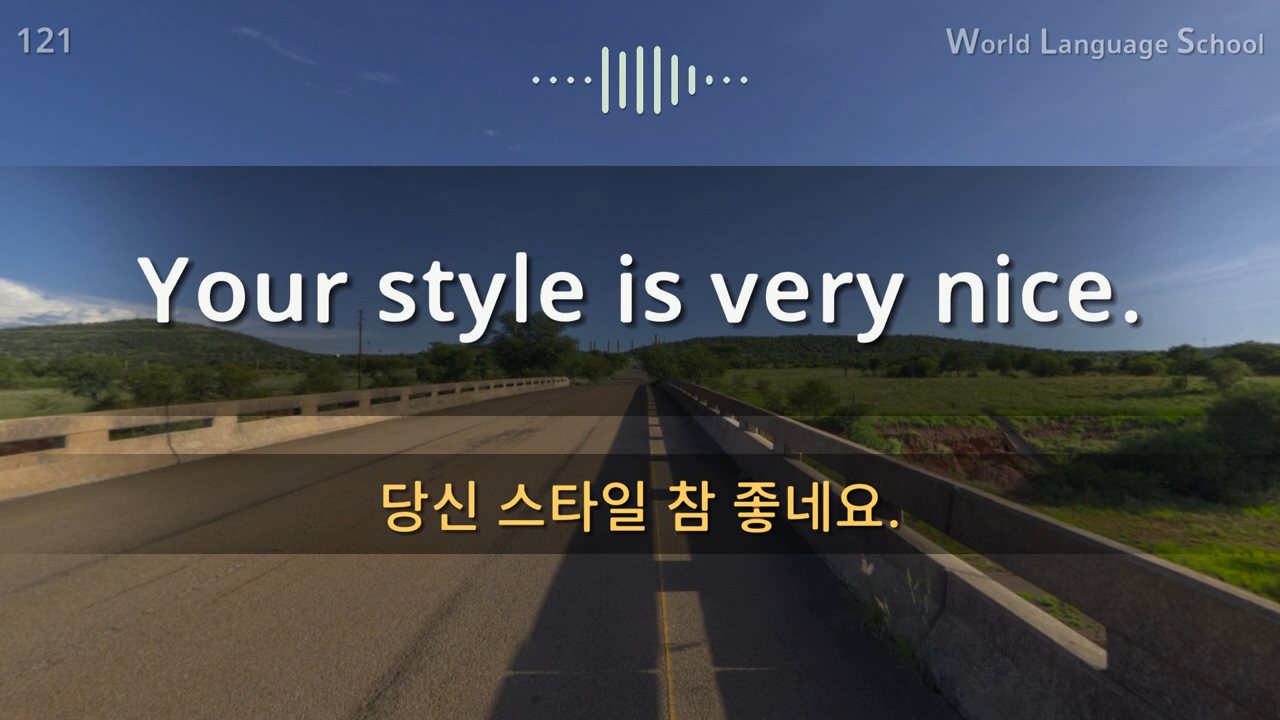 121
World Language School
Your style is very nice.
당신 스타일 참 좋네요.